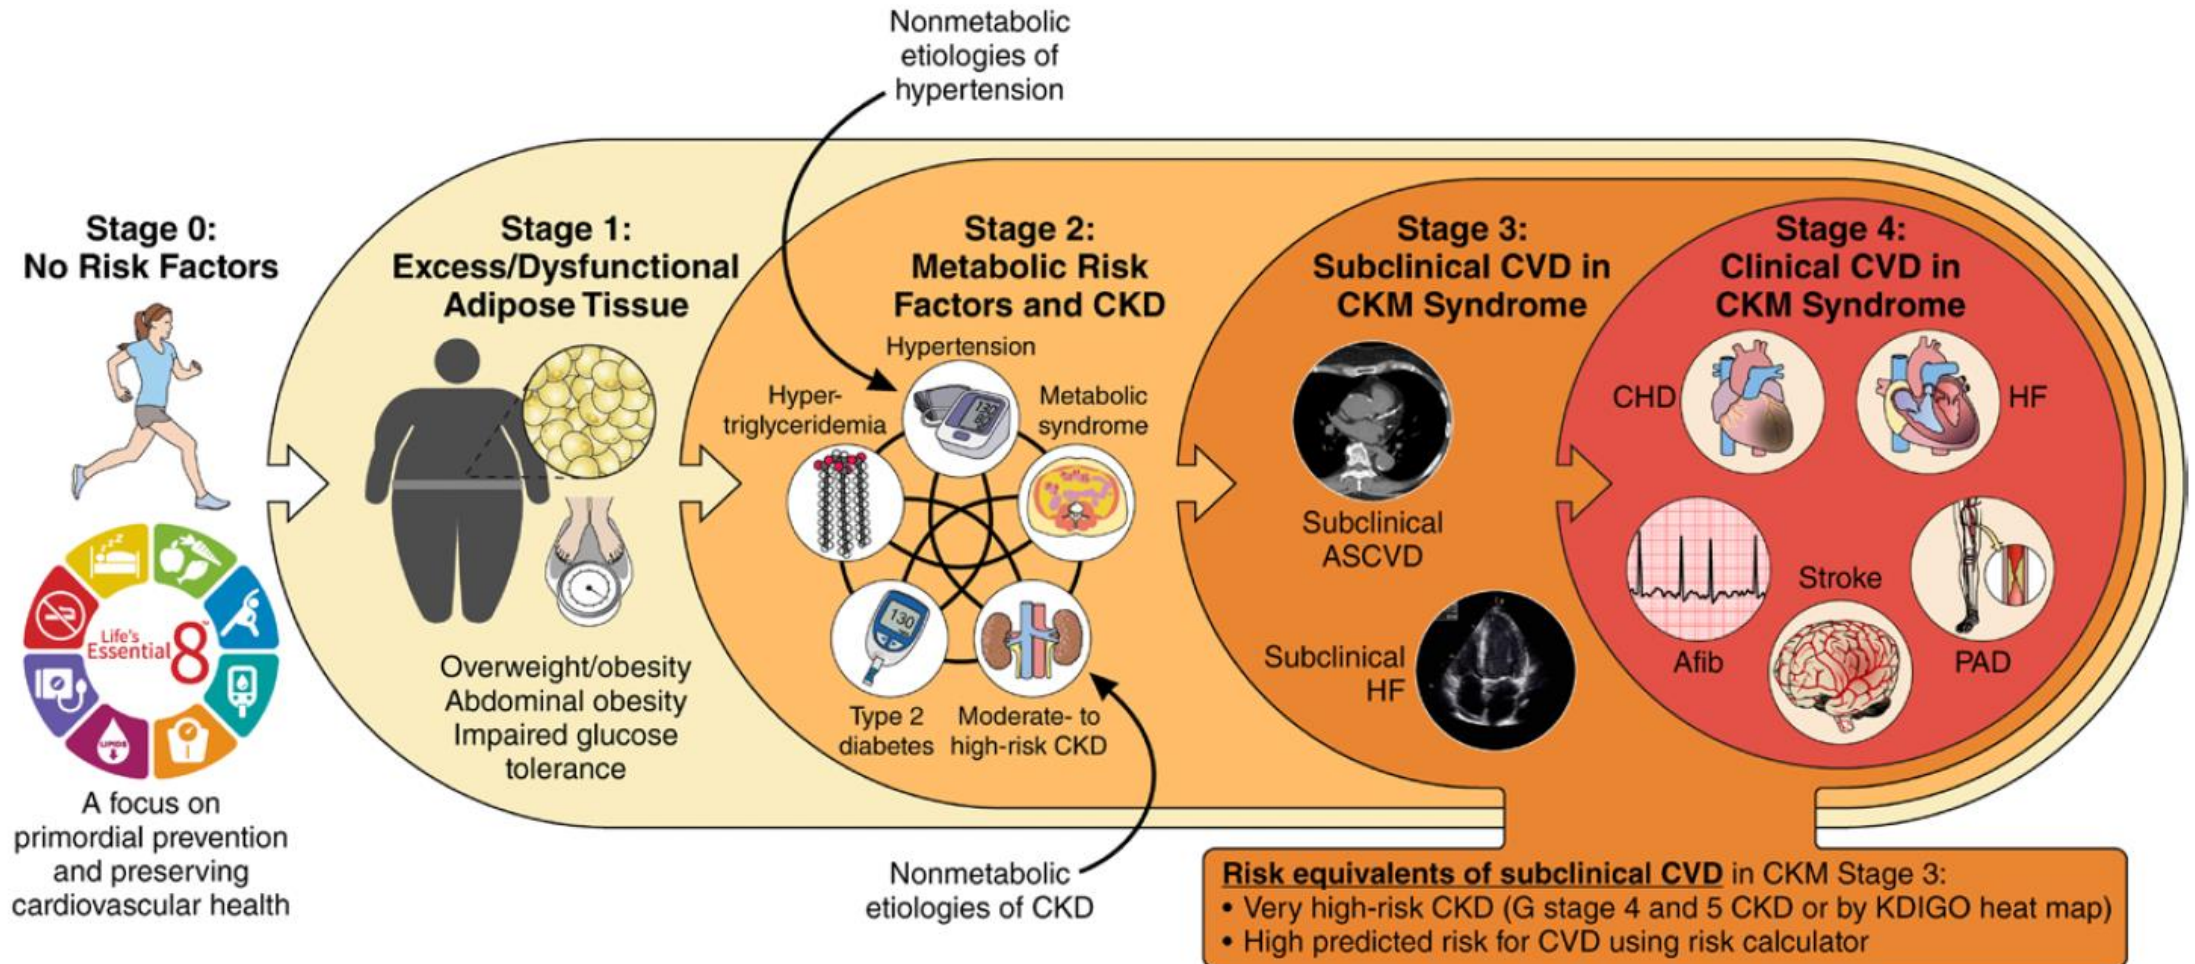 Nonmetabolic
etiologies of
hypertension
Stage 0:
No Risk Factors
Life's
Essential 8™
A focus on
primordial prevention
and preserving
cardiovascular health
Stage 1:
Excess/Dysfunctional
Adipose Tissue
Overweight/obesity
Abdominal obesity
Impaired glucose
tolerance
Stage 2:
Metabolic Risk
Factors and CKD
Hypertension
Hyper-
triglyceridemia
Metabolic
syndrome
130
Type 2
diabetes
Moderate- to
high-risk CKD
Nonmetabolic
etiologies of CKD
Stage 3:
Subclinical CVD in
CKM Syndrome
Subclinical
ASCVD
Subclinical
HF
Stage 4:
Clinical CVD in
CKM Syndrome
CHD
HF
Afib
Stroke
PAD
Risk equivalents of subclinical CVD in CKM Stage 3:
• Very high-risk CKD (G stage 4 and 5 CKD or by KDIGO heat map)
• High predicted risk for CVD using risk calculator
LIPIDS